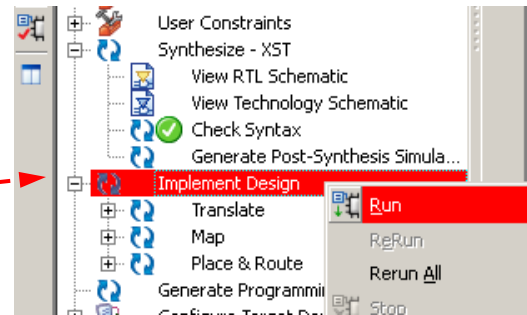 User Constraints
Synthesize - XST
View RTL Schematic
View Technology Schematic
Check Syntax
Generate Post-Synthesis Simula...
Implement Design
Run
Translate
ReRun
Map
Rerun All
Place & Route
Generate
Stop